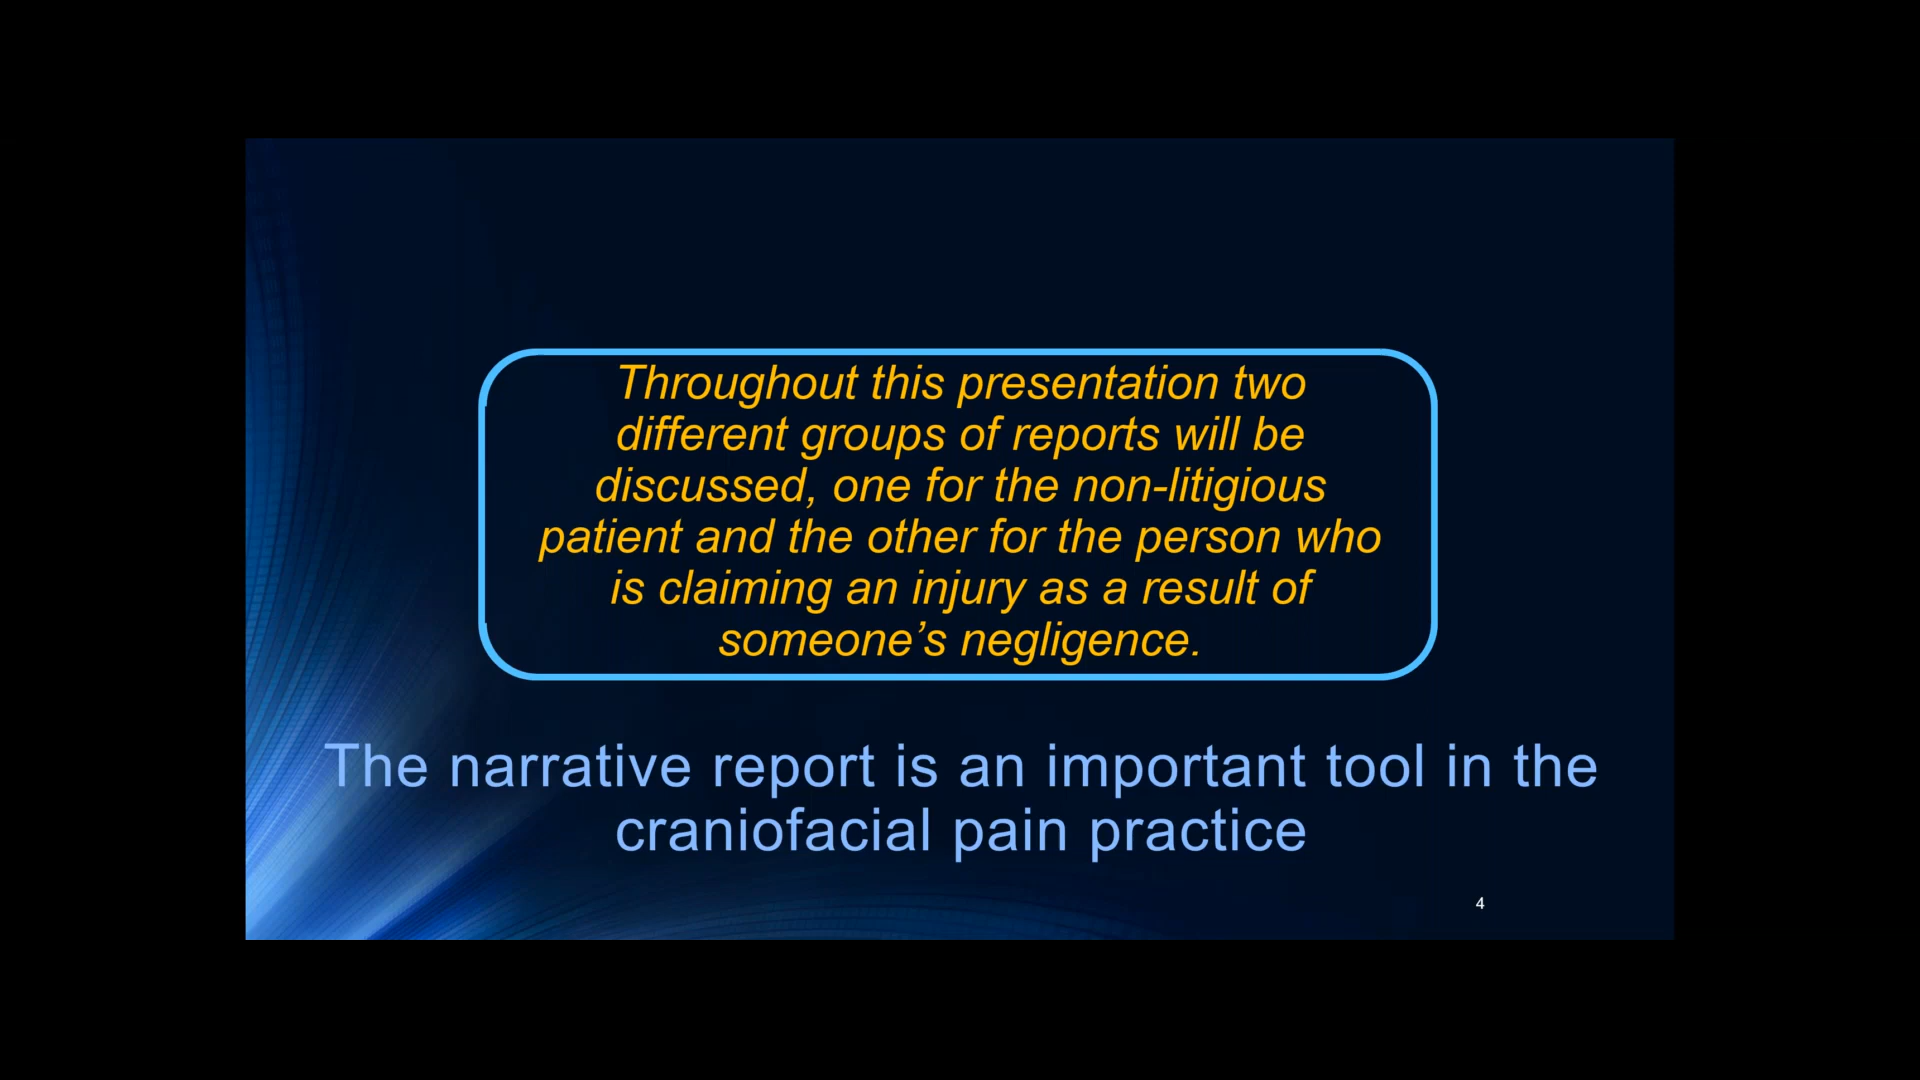 Throughout this presentation two
different groups of reports will be
discussed, one for the non-litigious
patient and the other for the person who
is claiming an injury as a result of
someone’s negligence.
The narrative report is an important tool in the
craniofacial pain practice
4